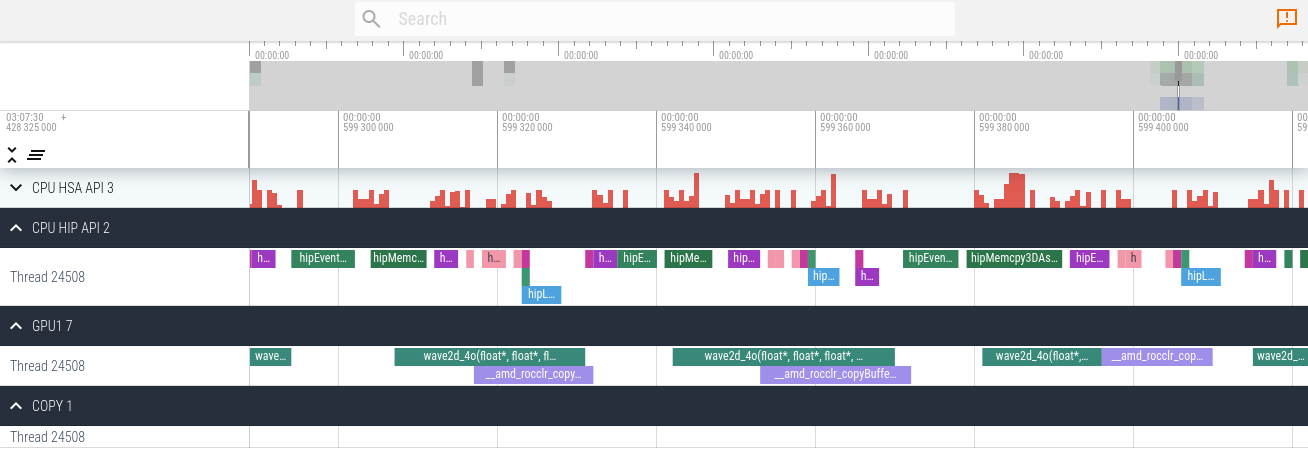 Search
00:00:00 00:00:00 00:00:00 00:00:00 00:00:00 00:00:00 00:00:00
03:07:30 + 00:00:00 00:00:00 00:00:00 00:00:00 00:00:00 00:00:00 00
428 325 000 599 300 000 599 320 000 599 340 000 599 360 000 599 380 000 599 400 000 59
CPU HSA API 3
CPU HIP API 2
h... hipEvent... hipMemc... h... h... h... hipE... hipMe... hip... hipEven... hipMemcpy3DAs... hipE... h h...
Thread 24508 hip... h... hipL...
hipL...
GPU1 7
wave... wave2d_4o(float*, float*, fl... wave2d_4o(float*, float*, float*, ... wave2d_4o(float*,... __amd_rocclr_cop... wave2d_...
Thread 24508
__amd_rocclr_copy... __amd_rocclr_copyBuffe...
COPY 1
Thread 24508